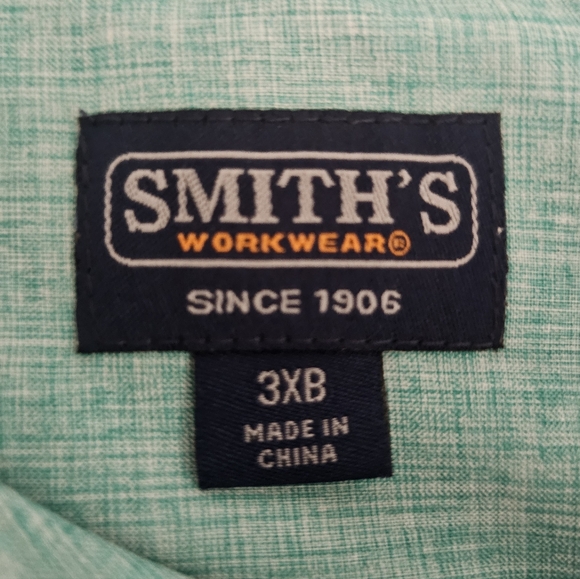 SMITH'S
WORKWEAR®
SINCE 1906
3XB
MADE IN
CHINA